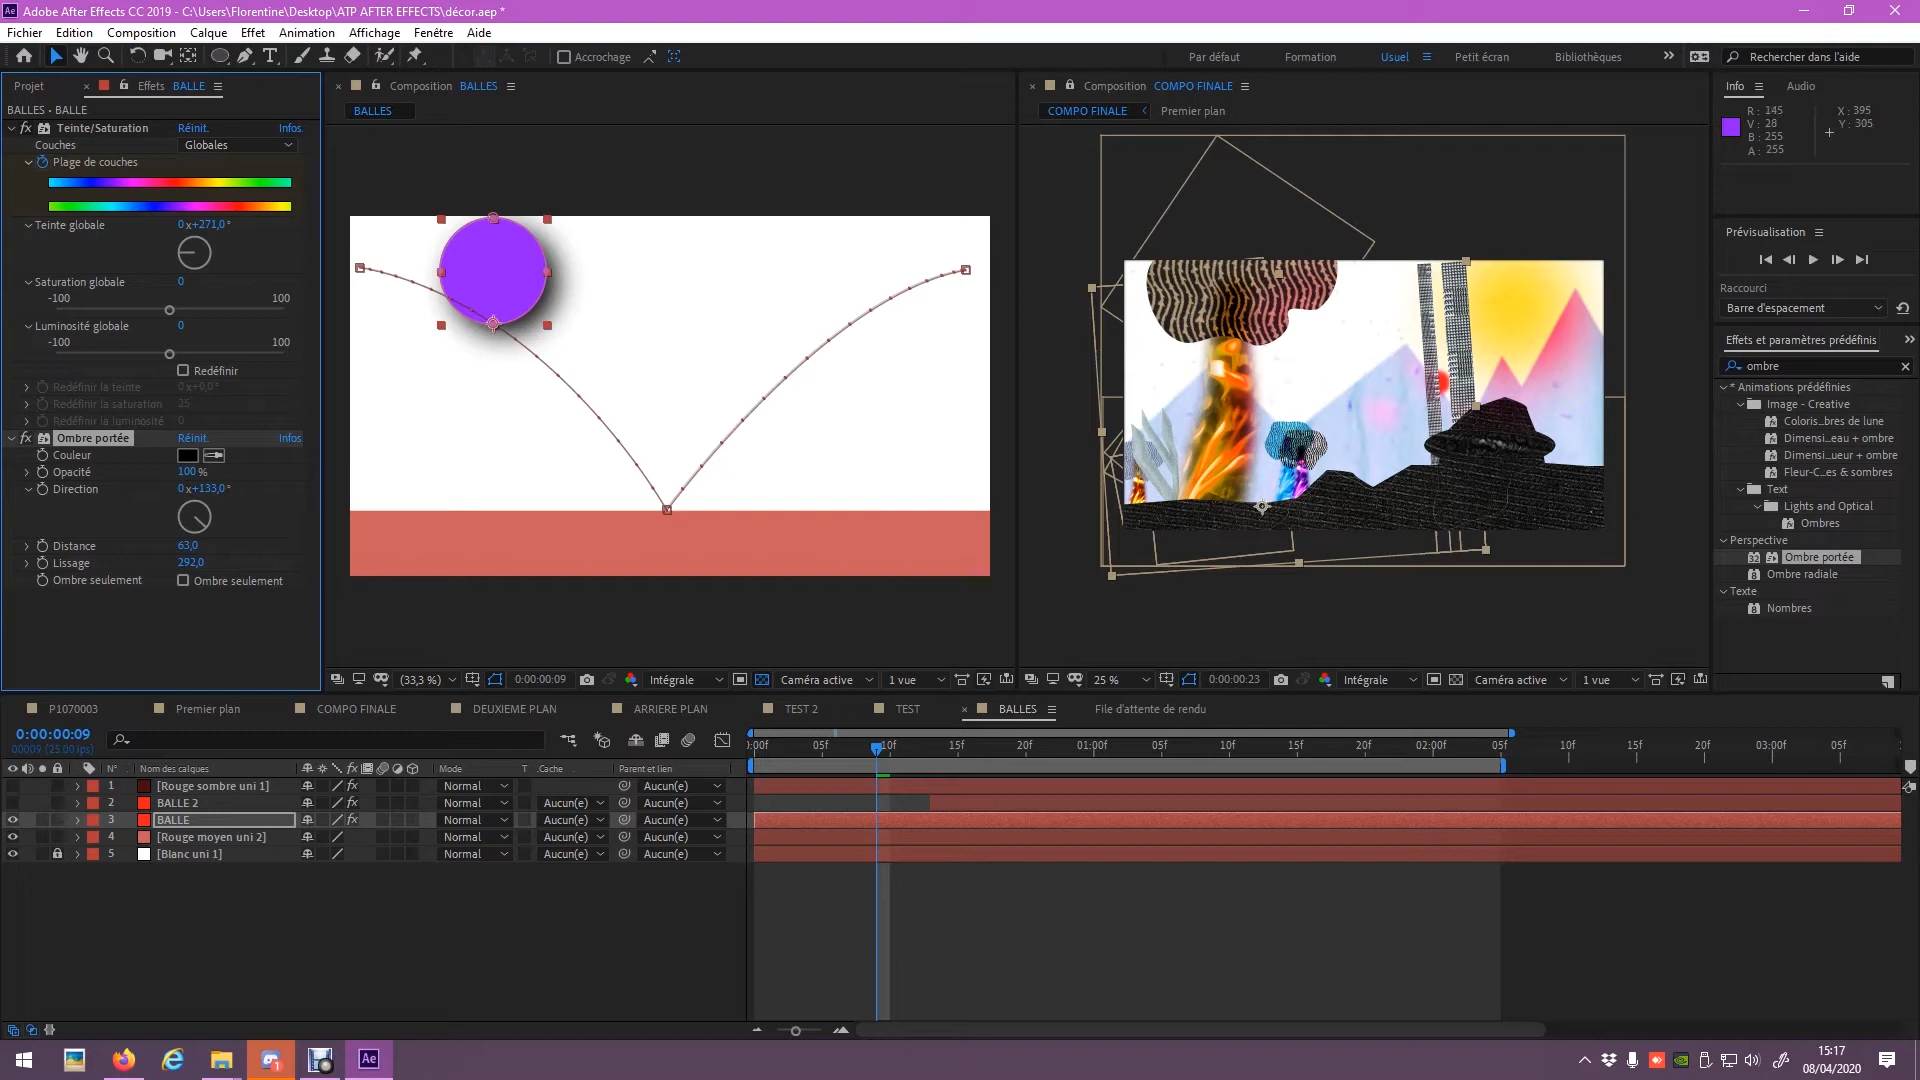 Adobe After Effects CC 2019 - C:\Users\Florentine\Desktop\ATP AFTER EFFECTS\décor.aep *
Fichier Edition Composition Calque Effet Animation Affichage Fenêtre Aide
Accrochage
Par défaut Formation Usuel Petit écran Bibliothèques
Rechercher dans l'aide
Projet
Effets BALLE
BALLES • BALLE
fx Teinte/Saturation Réinit. Infos
Couches Globales
Plage de couches
Teinte globale 0x+271,0°
Saturation globale 0
-100 100
Luminosité globale 0
-100 100
Redéfinir
Redéfinir la teinte 0x+0,0°
Redéfinir la saturation 25
Redéfinir la luminosité 0
fx Ombre portée Réinit. Infos
Couleur
Opacité 100 %
Direction 0x+133,0°
Distance 63,0
Lissage 292,0
Ombre seulement Ombre seulement
Composition BALLES
BALLES
(33,3 %) 0:00:00:09 Intégrale Caméra active 1 vue
Composition COMPO FINALE
COMPO FINALE Premier plan
25 % 0:00:00:23 Intégrale Caméra active 1 vue
Info Audio
R : 145 X : 395
V : 28 Y : 305
B : 255
A : 255
Prévisualisation
Raccourci
Barre d'espacement
Effets et paramètres prédéfinis
ombre
* Animations prédéfinies
Image - Creative
Coloris...bres de lune
Dimensi...eau + ombre
Dimensi...ueur + ombre
Fleur-C...es & sombres
Text
Lights and Optical
Ombres
Perspective
32 Ombre portée
8 Ombre radiale
Texte
8 Nombres
P1070003 Premier plan COMPO FINALE DEUXIEME PLAN ARRIERE PLAN TEST 2 TEST BALLES File d'attente de rendu
0:00:00:09
00009 (25.00 ips)
:00f 05f 10f 15f 20f 01:00f 05f 10f 15f 20f 02:00f 05f 10f 15f 20f 03:00f 05f
N° Nom des calques fx Mode T .Cache Parent et lien
1 [Rouge sombre uni 1] fx Normal Aucun(e)
2 BALLE 2 Normal Aucun(e) Aucun(e)
3 BALLE fx Normal Aucun(e) Aucun(e)
4 [Rouge moyen uni 2] Normal Aucun(e) Aucun(e)
5 [Blanc uni 1] Normal Aucun(e) Aucun(e)
1
Ae
15:17
08/04/2020